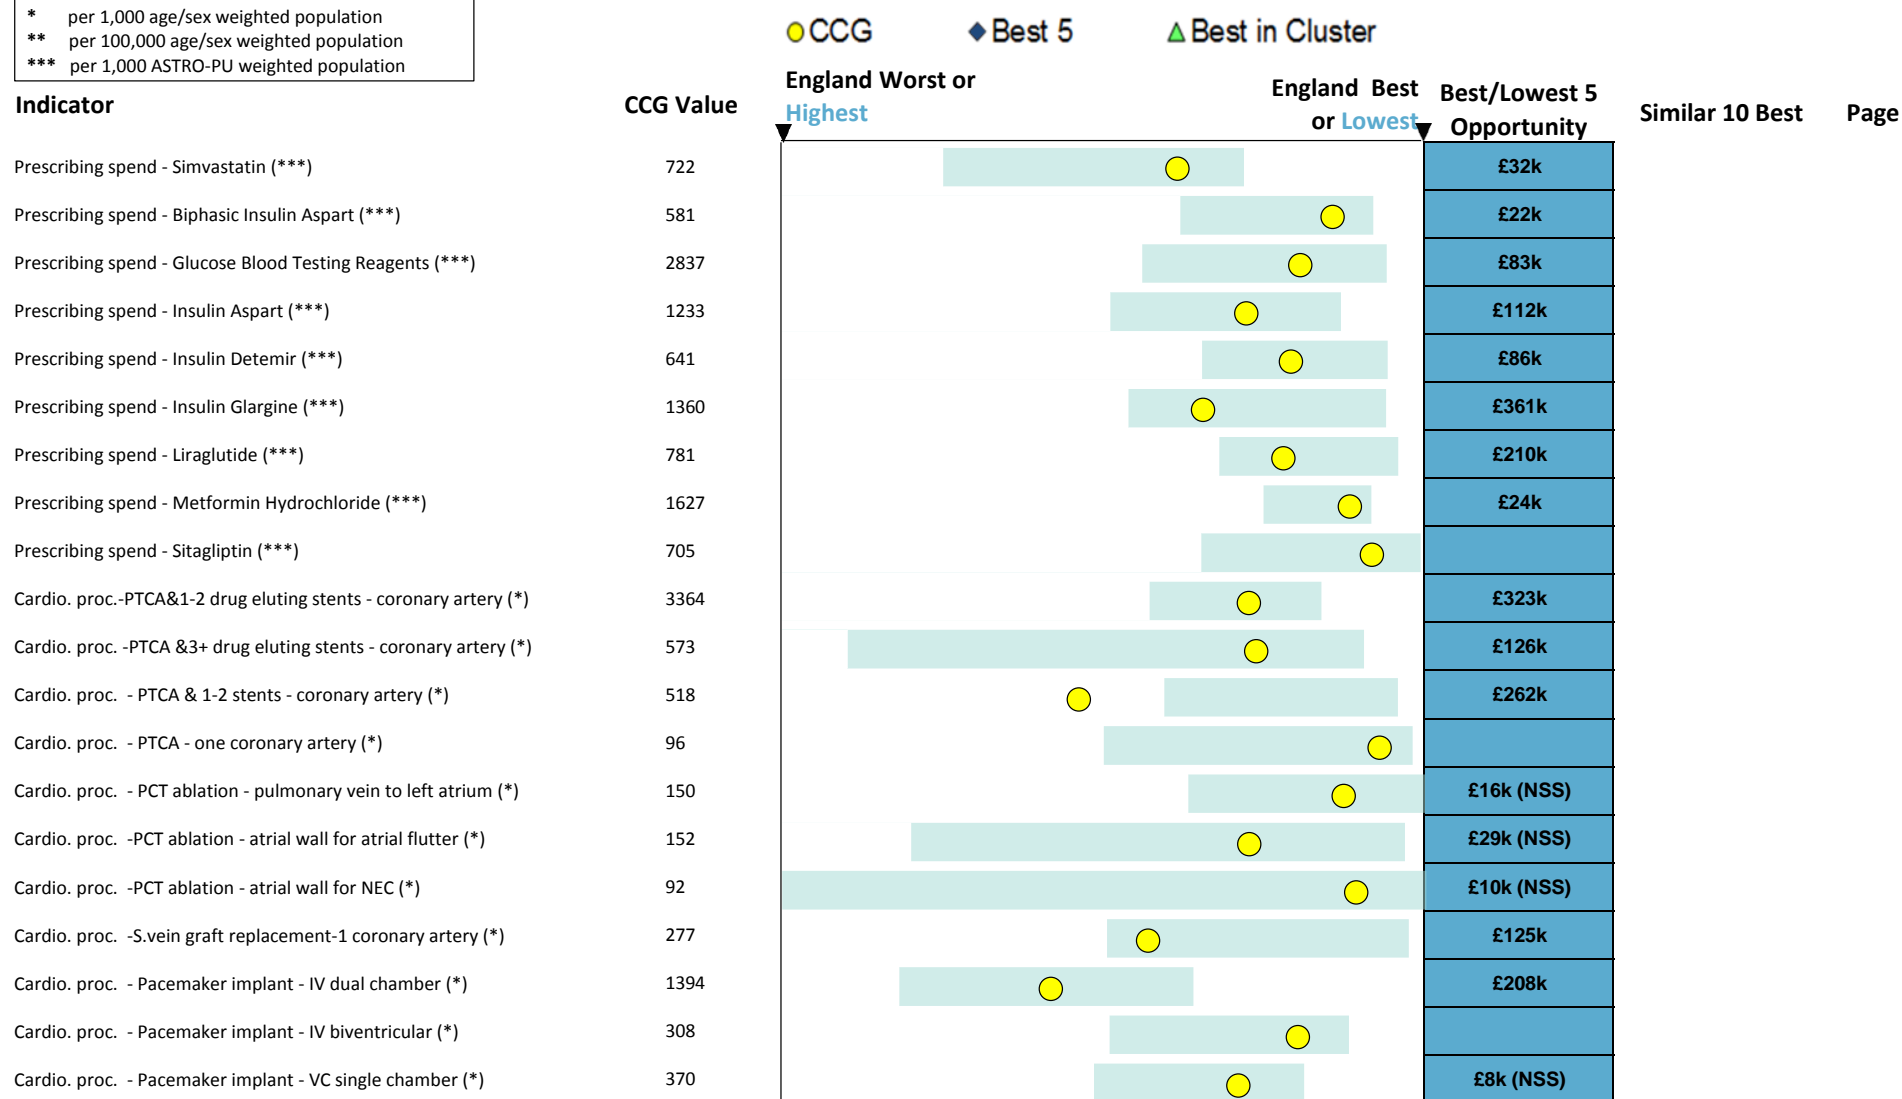 * per 1,000 age/sex weighted population
** per 100,000 age/sex weighted population
*** per 1,000 ASTRO-PU weighted population
CCG Best 5 Best in Cluster
Indicator CCG Value England Worst or Highest England Best or Lowest Best/Lowest 5 Opportunity Similar 10 Best Page
Prescribing spend - Simvastatin (***) 722 £32k
Prescribing spend - Biphasic Insulin Aspart (***) 581 £22k
Prescribing spend - Glucose Blood Testing Reagents (***) 2837 £83k
Prescribing spend - Insulin Aspart (***) 1233 £112k
Prescribing spend - Insulin Detemir (***) 641 £86k
Prescribing spend - Insulin Glargine (***) 1360 £361k
Prescribing spend - Liraglutide (***) 781 £210k
Prescribing spend - Metformin Hydrochloride (***) 1627 £24k
Prescribing spend - Sitagliptin (***) 705
Cardio. proc.-PTCA&1-2 drug eluting stents - coronary artery (*) 3364 £323k
Cardio. proc. -PTCA &3+ drug eluting stents - coronary artery (*) 573 £126k
Cardio. proc. - PTCA & 1-2 stents - coronary artery (*) 518 £262k
Cardio. proc. - PTCA - one coronary artery (*) 96
Cardio. proc. - PCT ablation - pulmonary vein to left atrium (*) 150 £16k (NSS)
Cardio. proc. -PCT ablation - atrial wall for atrial flutter (*) 152 £29k (NSS)
Cardio. proc. -PCT ablation - atrial wall for NEC (*) 92 £10k (NSS)
Cardio. proc. -S.vein graft replacement-1 coronary artery (*) 277 £125k
Cardio. proc. - Pacemaker implant - IV dual chamber (*) 1394 £208k
Cardio. proc. - Pacemaker implant - IV biventricular (*) 308
Cardio. proc. - Pacemaker implant - VC single chamber (*) 370 £8k (NSS)